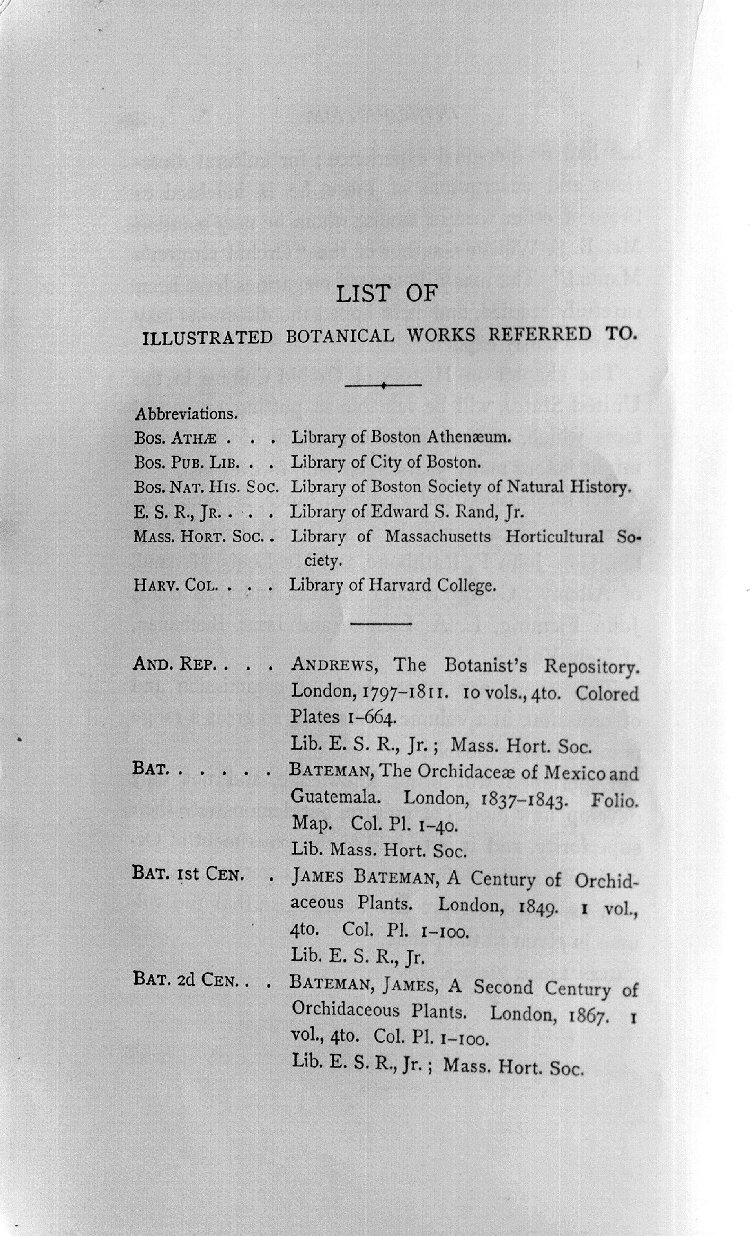 LIST OF
ILLUSTRATED BOTANICAL WORKS REFERRED TO.
Abbreviations.
BOS. ATHÆ . . . Library of Boston Athenæum.
BOS. PUB. LIB. . . Library of City of Boston.
BOS. NAT. HIS. SOC. Library of Boston Society of Natural History.
E. S. R., JR. . . . Library of Edward S. Rand, Jr.
MASS. HORT. SOC. . Library of Massachusetts Horticultural So-
ciety.
HARV. COL. . . . Library of Harvard College.
AND. REP. . . . ANDREWS, The Botanist's Repository.
London, 1797–1811. 10 vols., 4to. Colored
Plates 1–664.
Lib. E. S. R., Jr.; Mass. Hort. Soc.
BAT. . . . . . BATEMAN, The Orchidaceæ of Mexico and
Guatemala. London, 1837–1843. Folio.
Map. Col. Pl. 1–40.
Lib. Mass. Hort. Soc.
BAT. 1st CEN. . JAMES BATEMAN, A Century of Orchid-
aceous Plants. London, 1849. 1 vol.,
4to. Col. Pl. 1–100.
Lib. E. S. R., Jr.
BAT. 2d CEN. . . BATEMAN, JAMES, A Second Century of
Orchidaceous Plants. London, 1867. 1
vol., 4to. Col. Pl. 1–100.
Lib. E. S. R., Jr.; Mass. Hort. Soc.